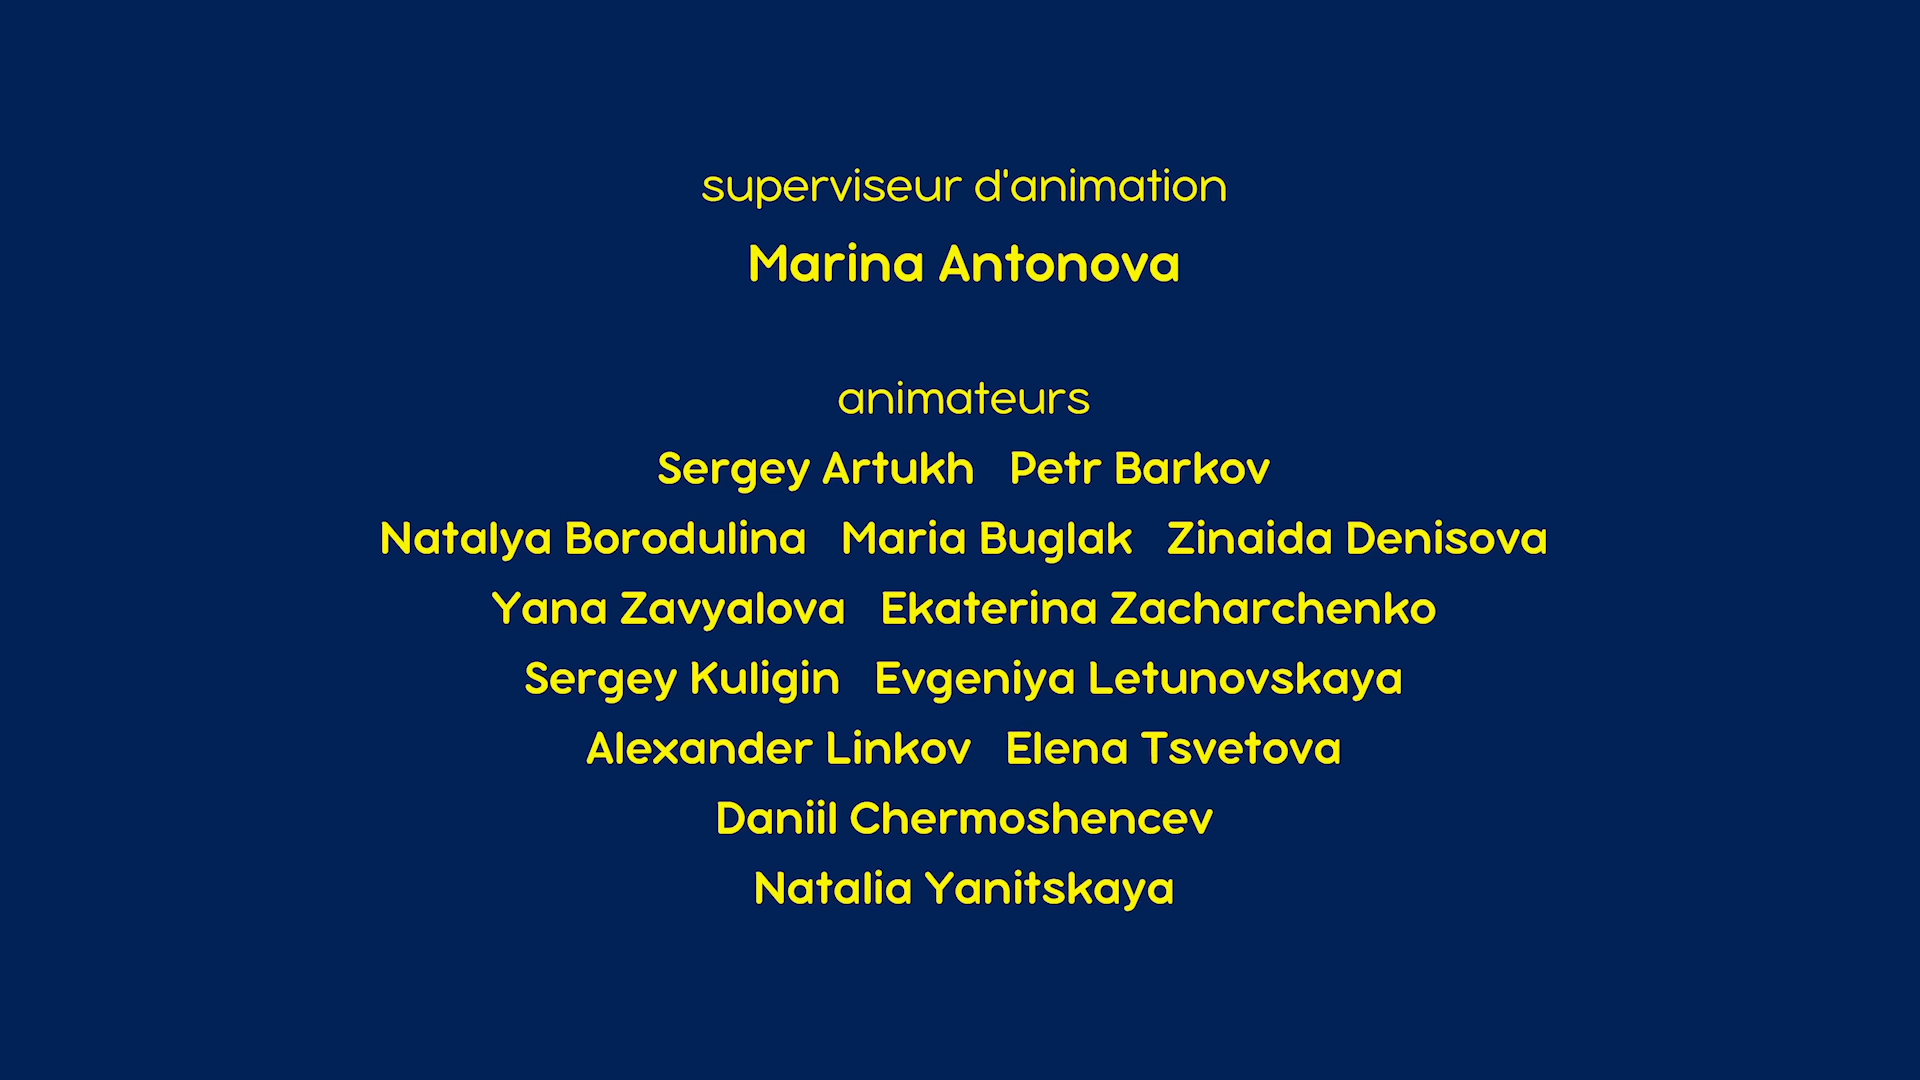 superviseur d'animation
Marina Antonova
animateurs
Sergey Artukh Petr Barkov
Natalya Borodulina Maria Buglak Zinaida Denisova
Yana Zavyalova Ekaterina Zacharchenko
Sergey Kuligin Evgeniya Letunovskaya
Alexander Linkov Elena Tsvetova
Daniil Chermoshencev
Natalia Yanitskaya